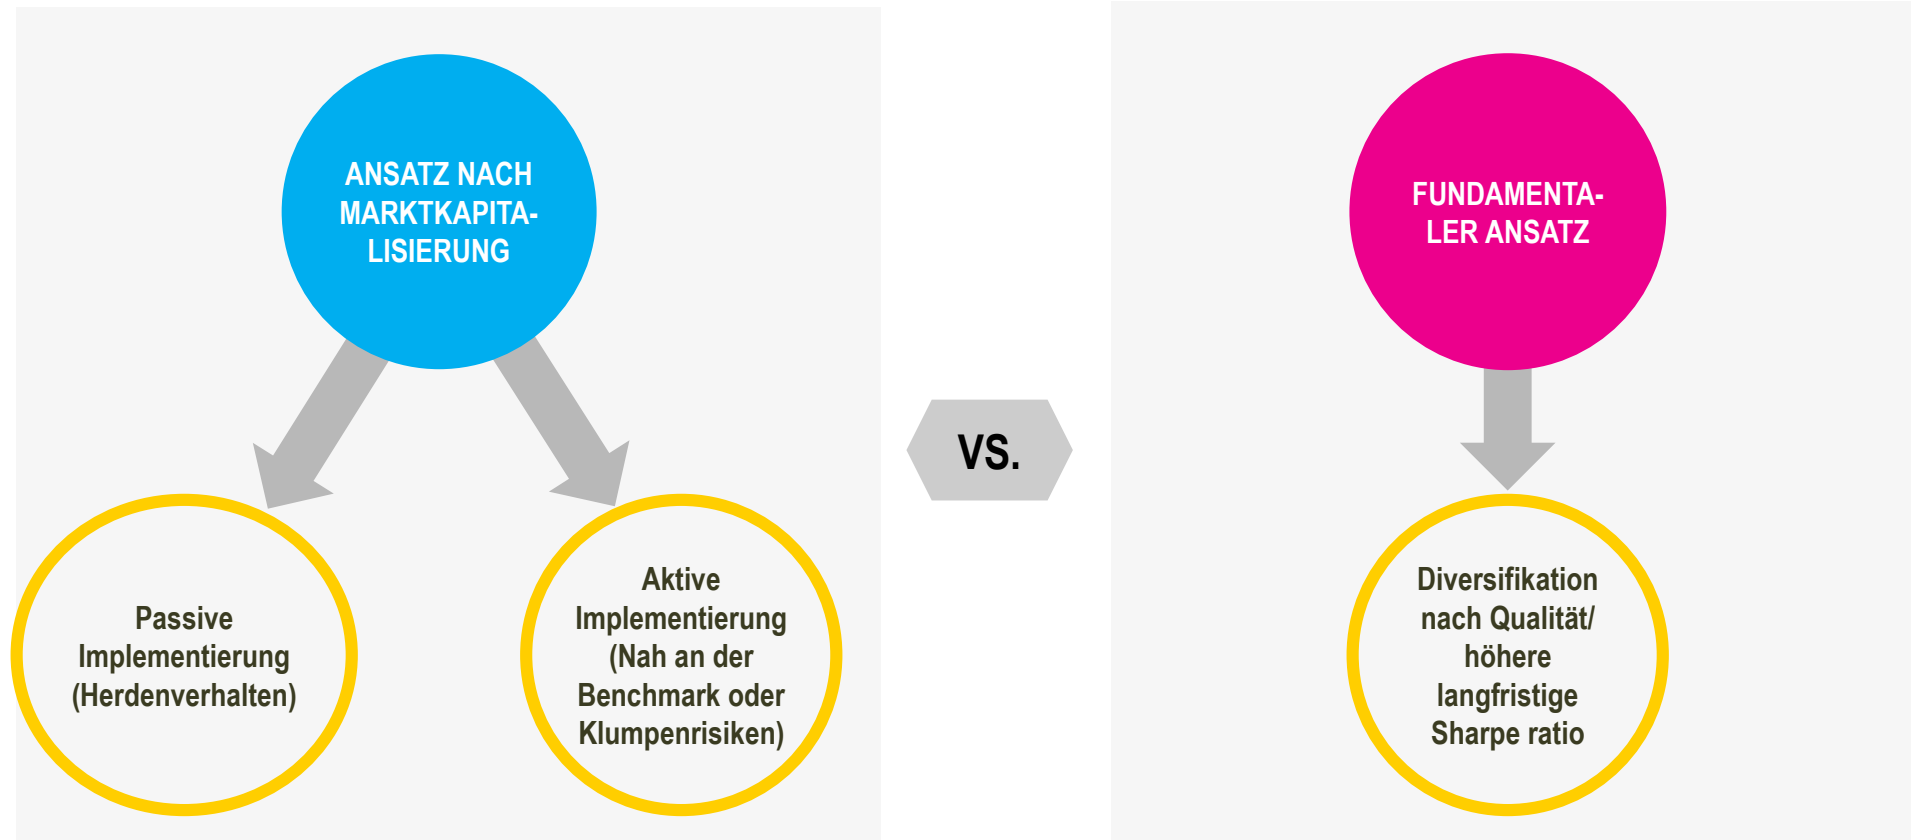 ANSATZ NACH
MARKTKAPITA-
LISIERUNG
Passive
Implementierung
(Herdenverhalten)
Aktive
Implementierung
(Nah an der
Benchmark oder
Klumpenrisiken)
VS.
FUNDAMENTA-
LER ANSATZ
Diversifikation
nach Qualität/
höhere
langfristige
Sharpe ratio